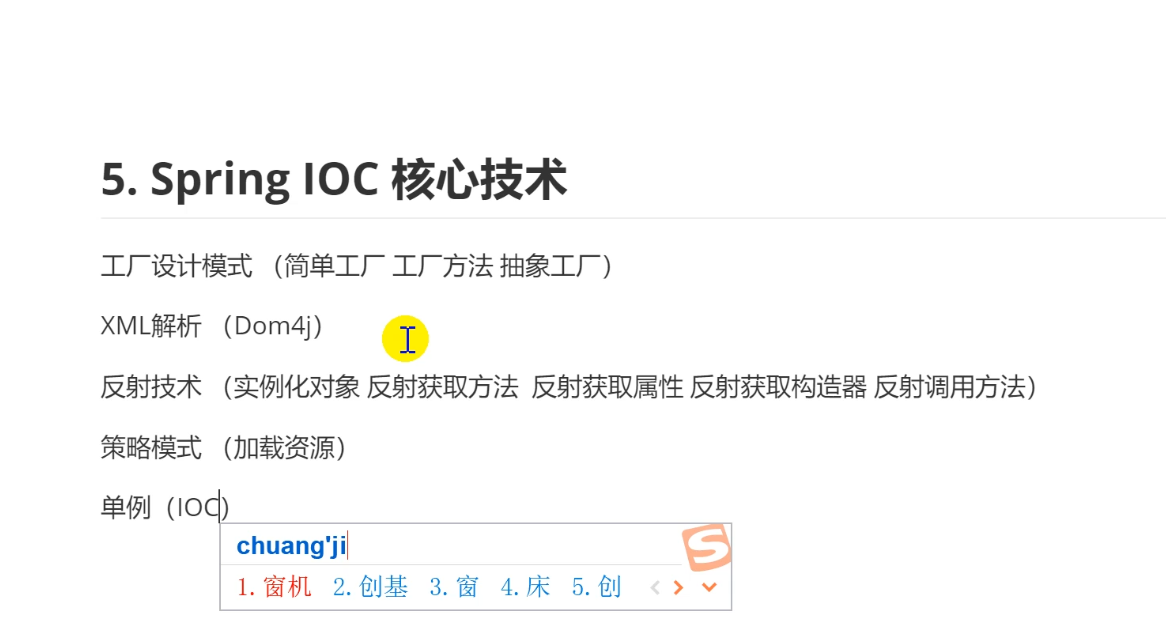 5. Spring IOC 核心技术
工厂设计模式 （简单工厂 工厂方法 抽象工厂）
XML解析 （Dom4j）
反射技术 （实例化对象 反射获取方法 反射获取属性 反射获取构造器 反射调用方法）
策略模式 （加载资源）
单例（IOC）
chuang'ji
1.窗机 2.创基 3.窗 4.床 5.创